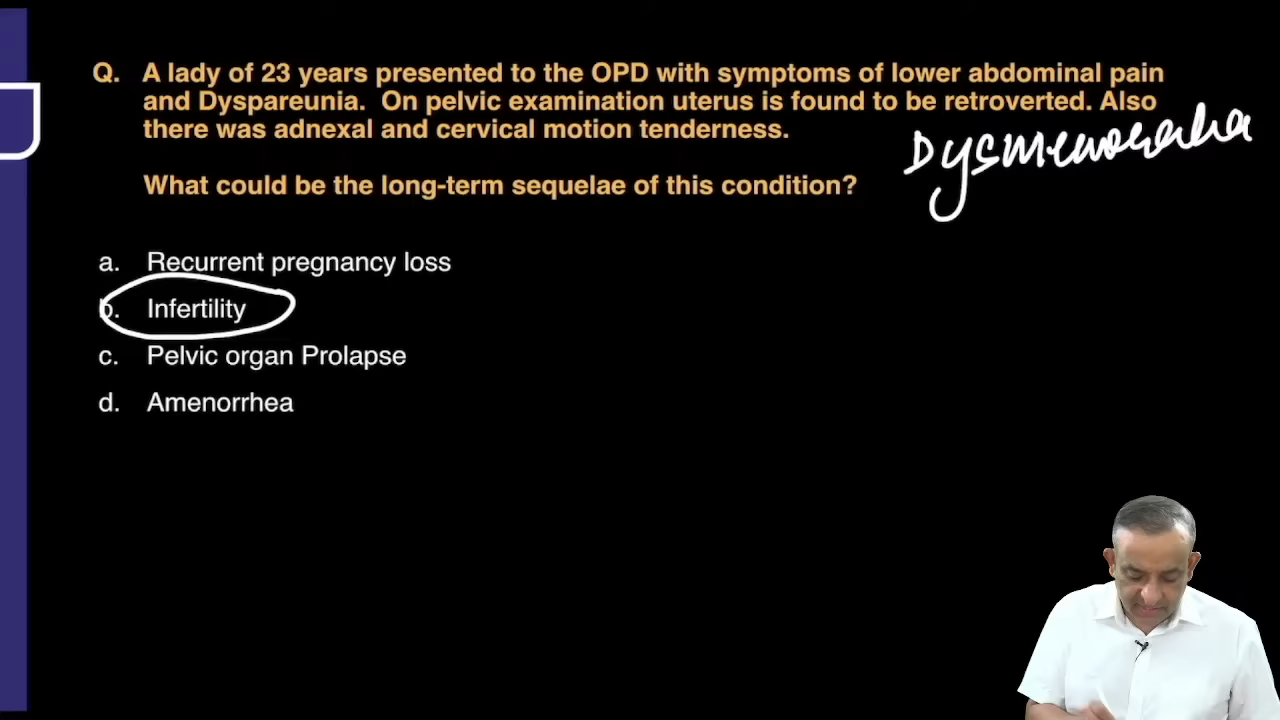 Q. A lady of 23 years presented to the OPD with symptoms of lower abdominal pain
and Dyspareunia. On pelvic examination uterus is found to be retroverted. Also
there was adnexal and cervical motion tenderness.
Dysmenorrhea
What could be the long-term sequelae of this condition?
a. Recurrent pregnancy loss
b. Infertility
c. Pelvic organ Prolapse
d. Amenorrhea